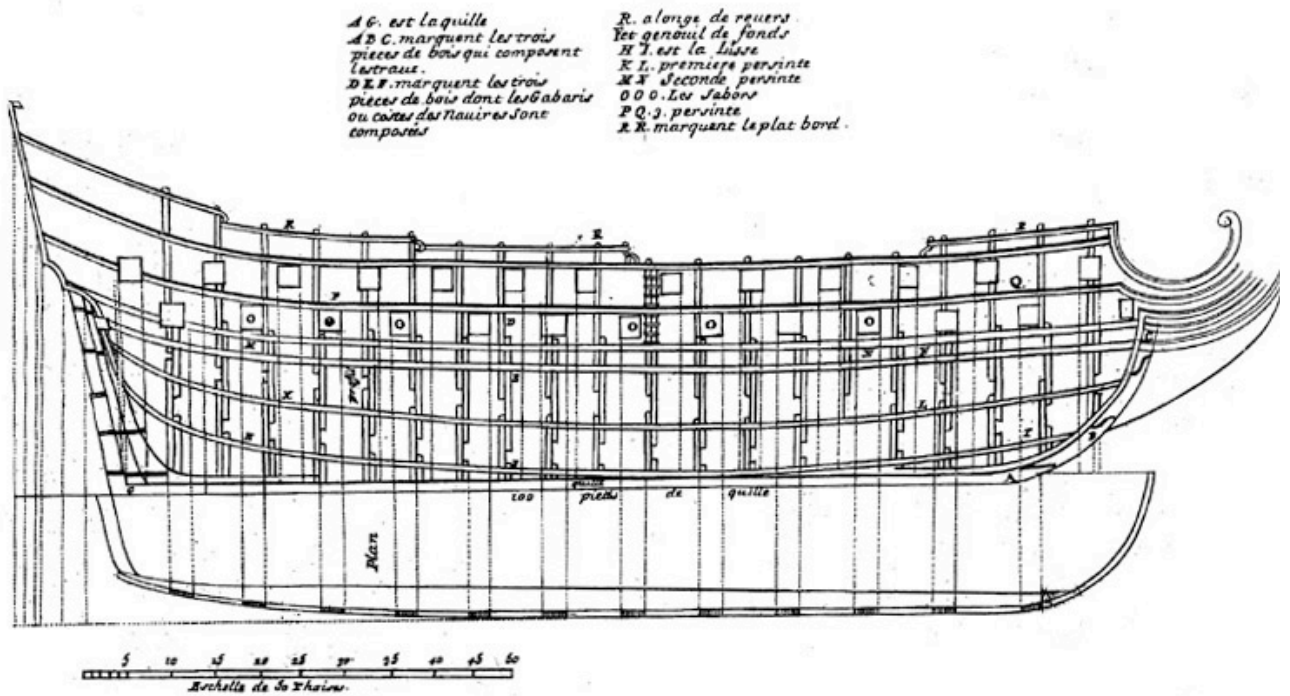 A G. est la quille
A B C. marquent les trois
pieces de bois qui composent
lestraue.
D E F. marquent les trois
pieces de bois dont les Gabaris
ou costes des Nauires sont
composées
R. alonge de reuers.
Yet genouil de fonds
H I. est la Lisse
K L. premiere persinte
M N Seconde persinte
O O O. Les Sabors
P Q. 3. persinte
R R. marquent le plat bord.
R
R
P
Q
D
M
N
profil
E
K
L
H
I
B
A
G
quille
100 pieds de quille
Plan
5 10 15 20 25 30 35 40 45 50
Eschelle de 50 Thoises.